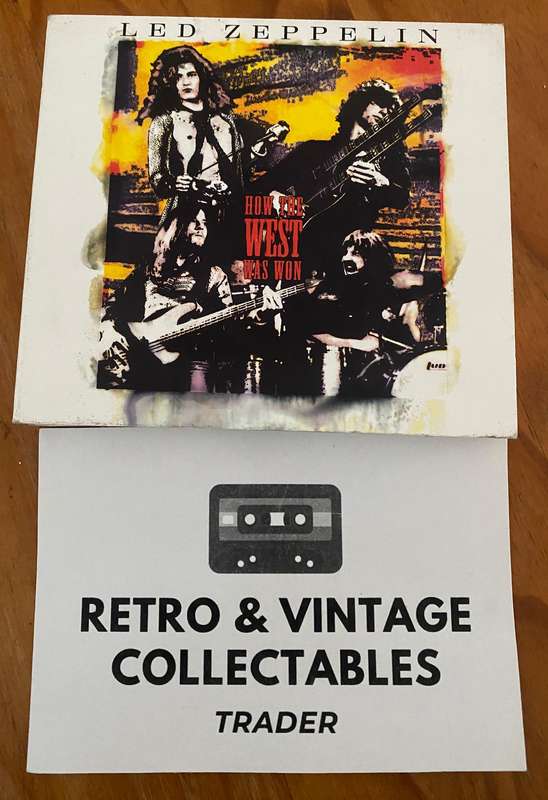 LED ZEPPELIN
HOW THE
WEST
WAS WON
RETRO & VINTAGE
COLLECTABLES
TRADER